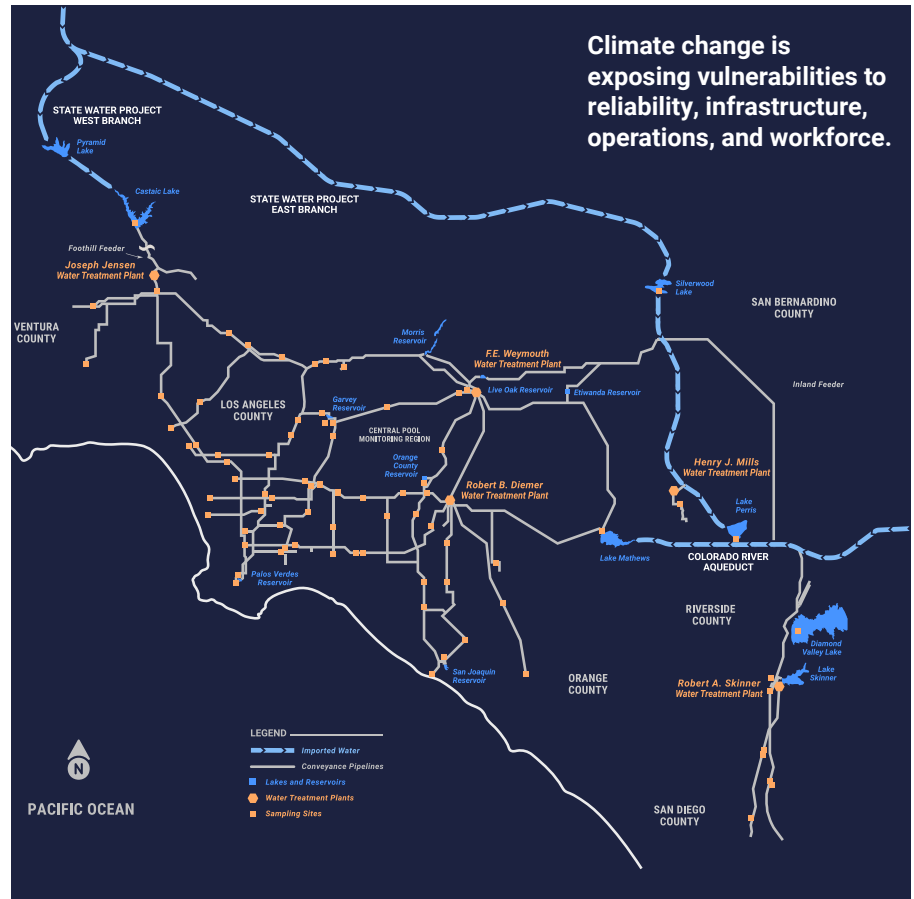 Climate change is
exposing vulnerabilities to
reliability, infrastructure,
operations, and workforce.
STATE WATER PROJECT
WEST BRANCH
Pyramid
Lake
Castaic Lake
STATE WATER PROJECT
EAST BRANCH
Foothill Feeder
Joseph Jensen
Water Treatment Plant
Silverwood
Lake
SAN BERNARDINO
COUNTY
VENTURA
COUNTY
Morris
Reservoir
F.E. Weymouth
Water Treatment Plant
Inland Feeder
Live Oak Reservoir
Etiwanda Reservoir
LOS ANGELES
COUNTY
Garvey
Reservoir
CENTRAL POOL
MONITORING REGION
Orange
County
Reservoir
Henry J. Mills
Water Treatment Plant
Robert B. Diemer
Water Treatment Plant
Lake
Perris
Lake Mathews
COLORADO RIVER
AQUEDUCT
Palos Verdes
Reservoir
RIVERSIDE
COUNTY
Diamond
Valley Lake
San Joaquin
Reservoir
ORANGE
COUNTY
Robert A. Skinner
Water Treatment Plant
Lake
Skinner
LEGEND
Imported Water
Conveyance Pipelines
Lakes and Reservoirs
Water Treatment Plants
Sampling Sites
N
PACIFIC OCEAN
SAN DIEGO
COUNTY